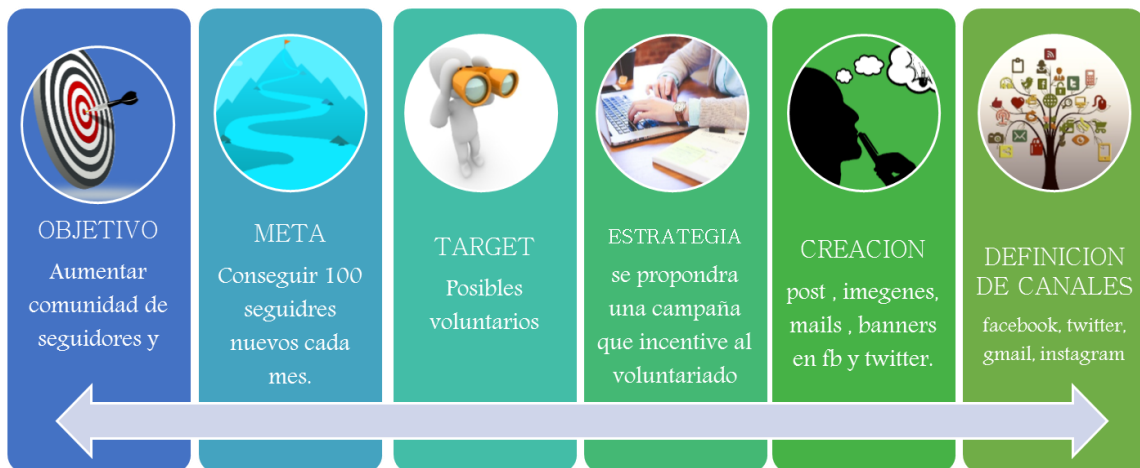 OBJETIVO
Aumentar
comunidad de
seguidores y
META
Conseguir 100
seguidres
nuevos cada
mes.
TARGET
Posibles
voluntarios
ESTRATEGIA
se propondra
una campaña
que incentive al
voluntariado
CREACION
post , imegenes,
mails , banners
en fb y twitter.
DEFINICION
DE CANALES
facebook, twitter,
gmail, instagram